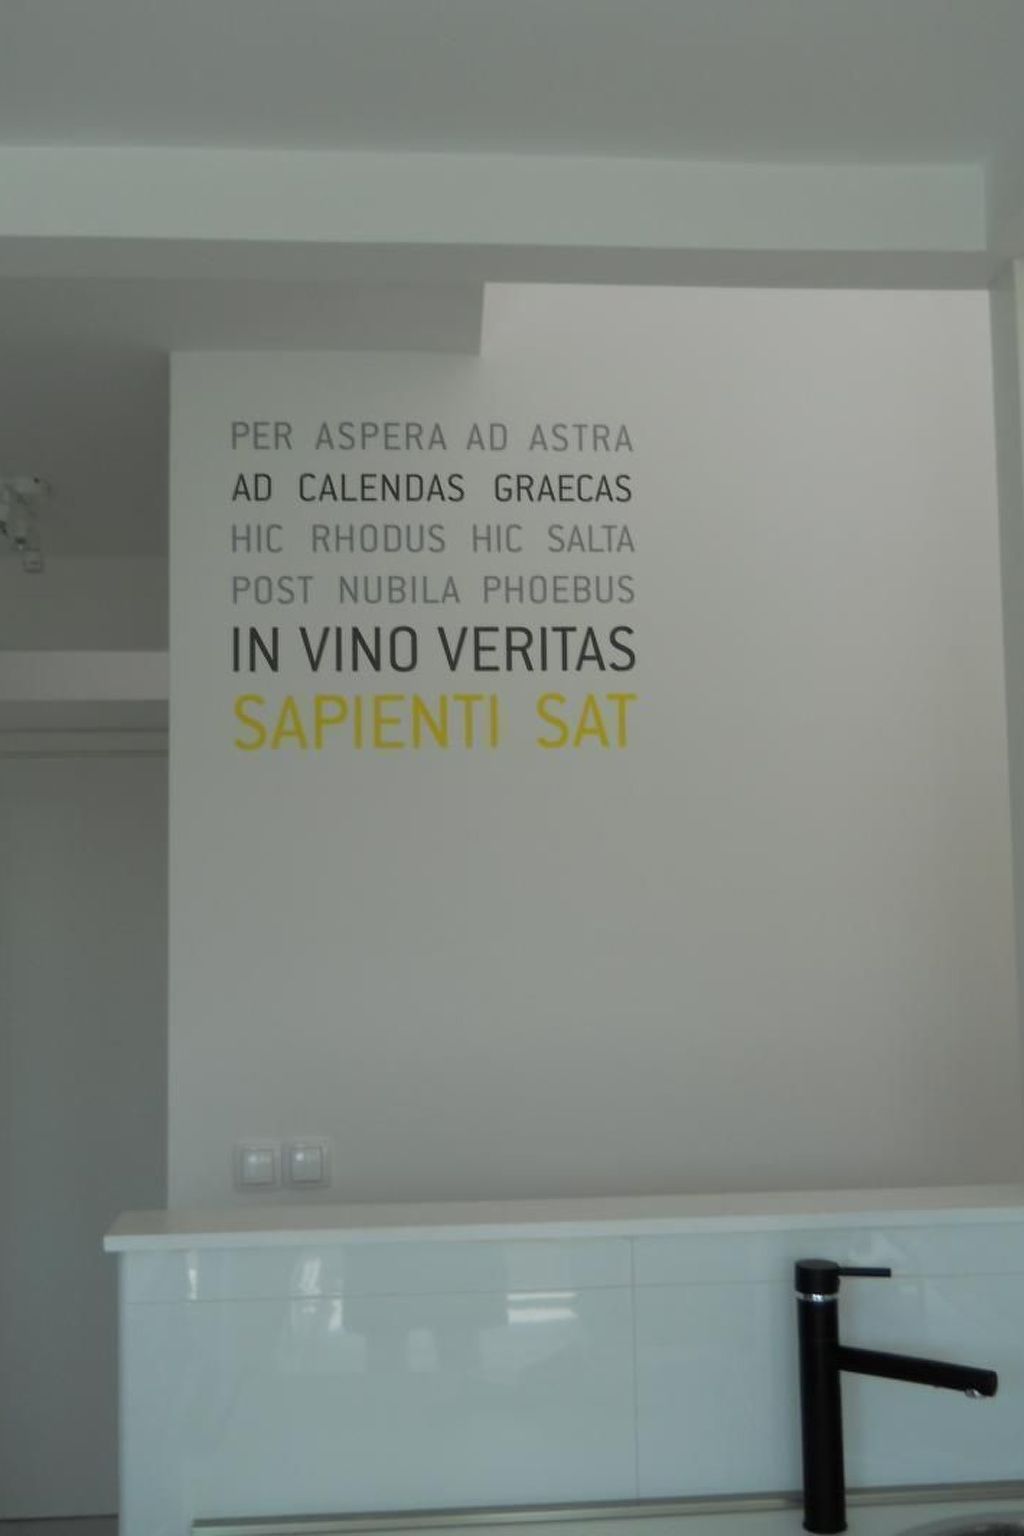 PER ASPERA AD ASTRA
AD CALENDAS GRAECAS
HIC RHODUS HIC SALTA
POST NUBILA PHOEBUS
IN VINO VERITAS
SAPIENTI SAT